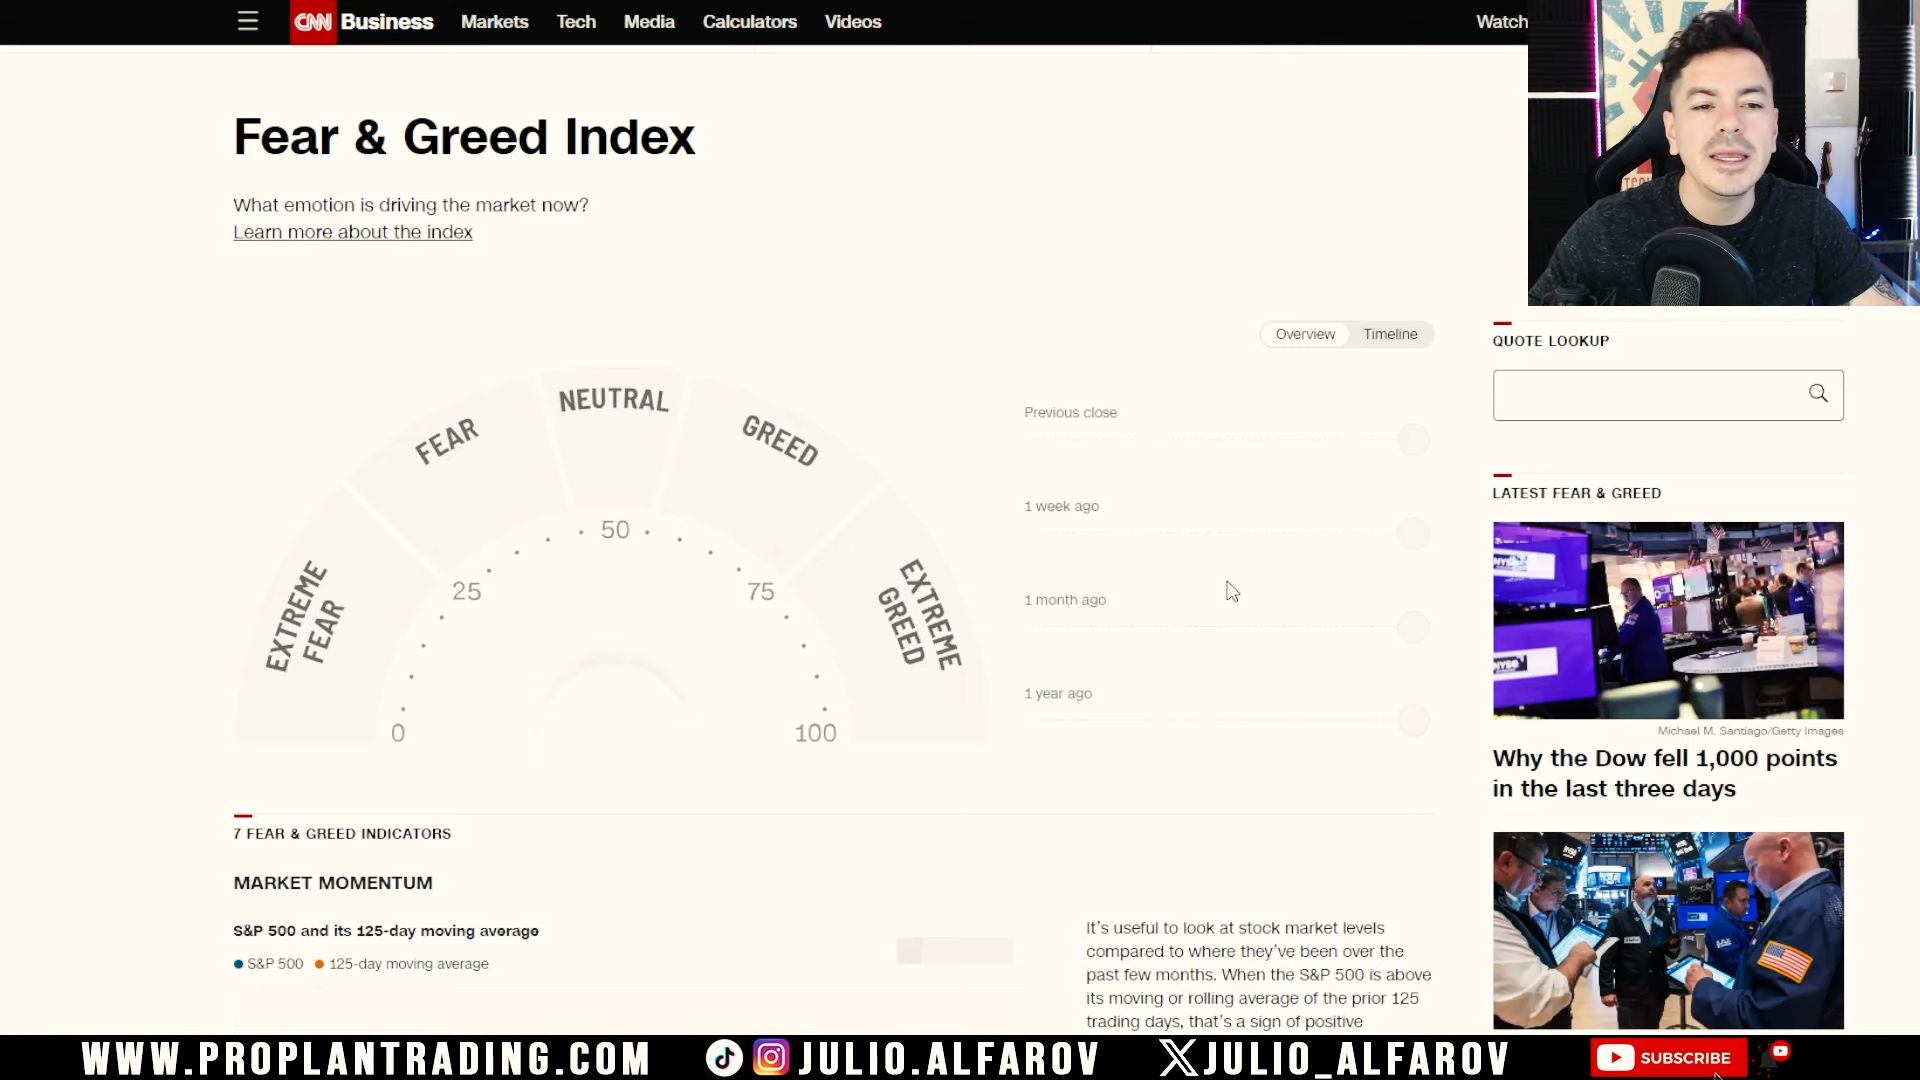 CNN Business Markets Tech Media Calculators Videos Watch
Fear & Greed Index
What emotion is driving the market now?
Learn more about the index
Overview Timeline
EXTREME FEAR
FEAR
NEUTRAL
GREED
EXTREME GREED
0
25
50
75
100
Previous close
1 week ago
1 month ago
1 year ago
7 FEAR & GREED INDICATORS
MARKET MOMENTUM
S&P 500 and its 125-day moving average
S&P 500 125-day moving average
It's useful to look at stock market levels
compared to where they've been over the
past few months. When the S&P 500 is above
its moving or rolling average of the prior 125
trading days, that's a sign of positive
QUOTE LOOKUP
LATEST FEAR & GREED
Michael M. Santiago/Getty Images
Why the Dow fell 1,000 points
in the last three days
WWW.PROPLANTRADING.COM JULIO.ALFAROV JULIO_ALFAROV SUBSCRIBE